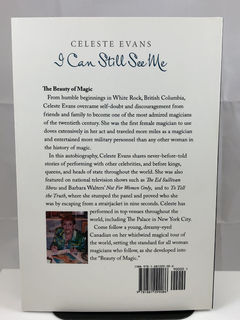 CELESTE EVANS
I Can Still See Me
The Beauty of Magic
From humble beginnings in White Rock, British Columbia,
Celeste Evans overcame self-doubt and discouragement from
friends and family to become one of the most admired magicians
of the twentieth century. She was the first female magician to use
doves extensively in her act and traveled more miles as a magician
and entertained more military personnel than any other woman in
the history of magic.
In this autobiography, Celeste Evans shares never-before-told
stories of performing with other celebrities, and before kings,
queens, and heads of state throughout the world. She was also
featured on national television shows such as The Ed Sullivan
Show and Barbara Walters' Not For Women Only, and in To Tell
the Truth, where she stumped the panel and proved who she
was by escaping from a straitjacket in nine seconds. Celeste has
performed in top venues throughout the
world, including The Palace in New York City.
Come follow a young, dreamy-eyed
Canadian on her whirlwind magical tour of
the world, setting the standard for all woman
magicians who follow, as she developed into
the "Beauty of Magic."